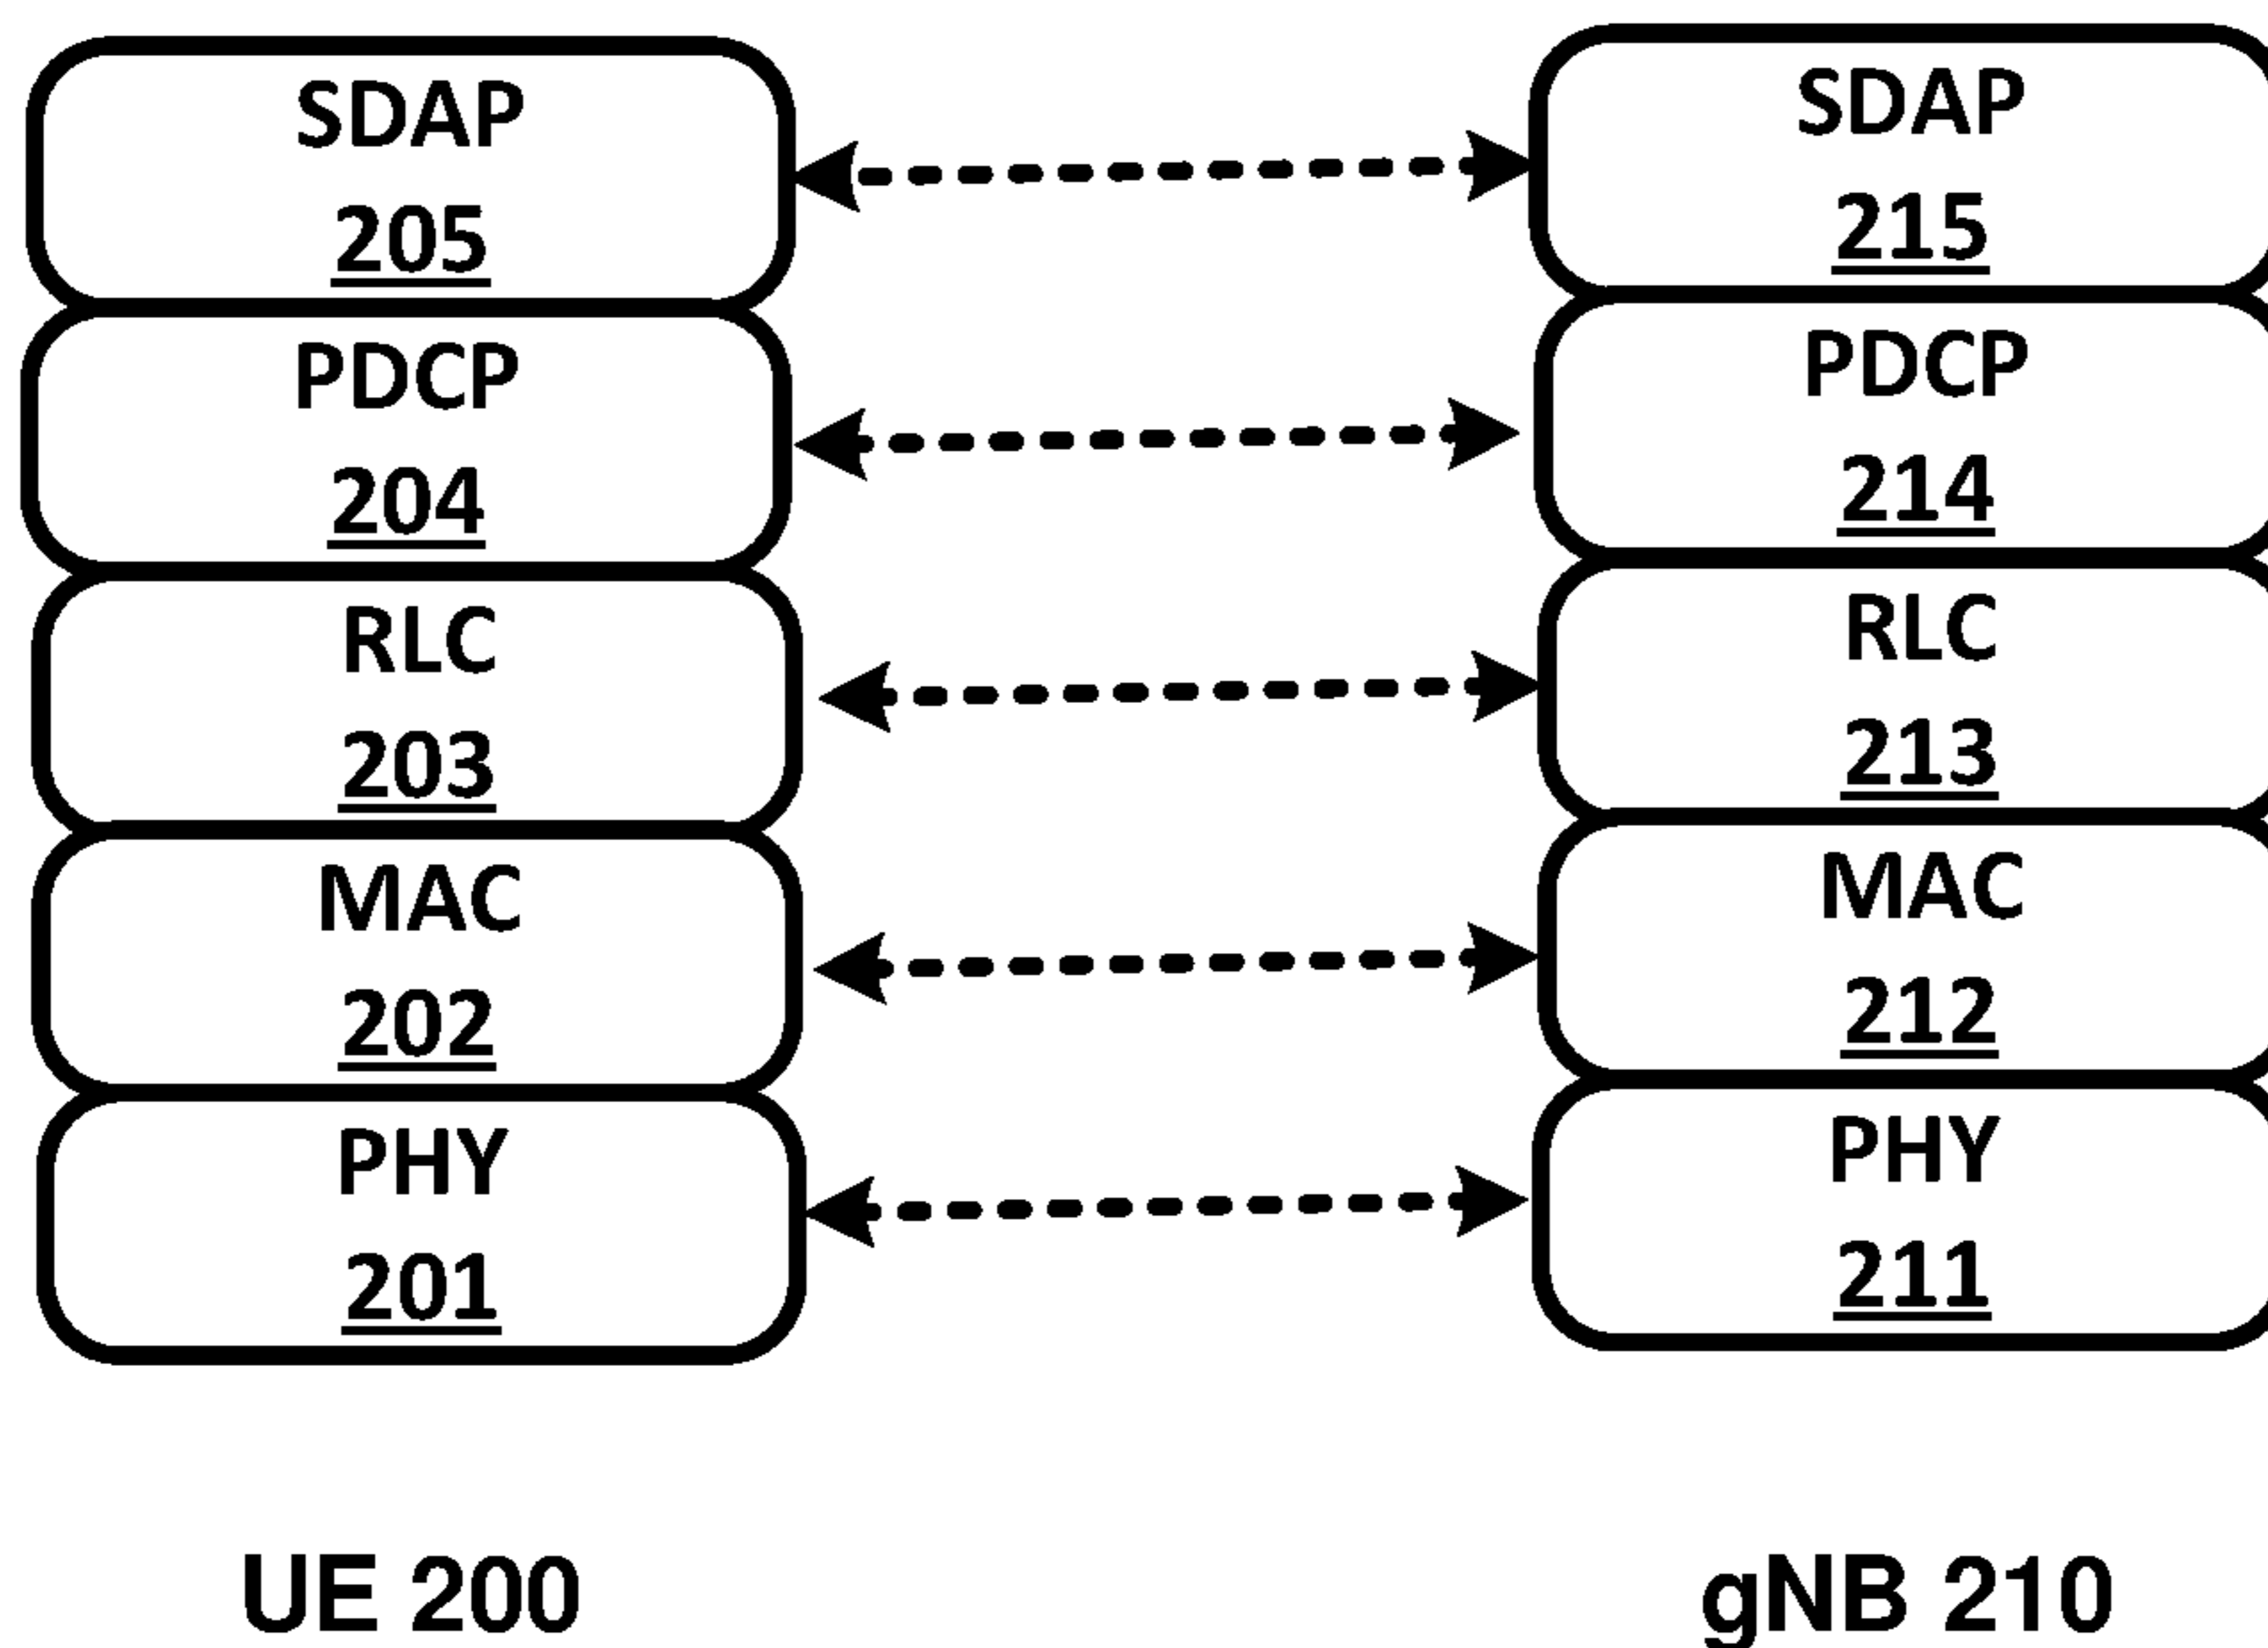 SDAP
205
PDCP
204
RLC
203
MAC
202
PHY
201
UE 200
SDAP
215
PDCP
214
RLC
213
MAC
212
PHY
211
gNB 210